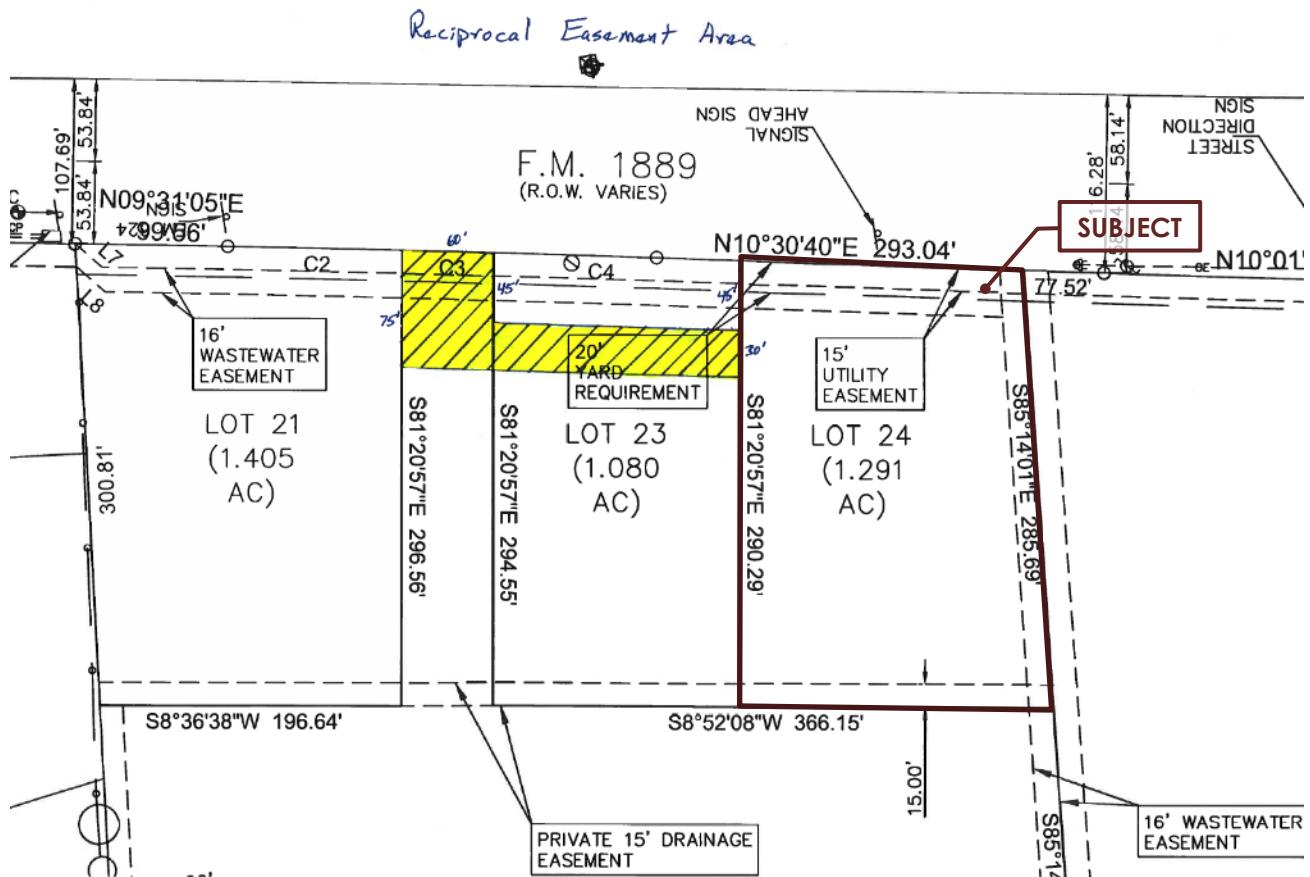 Reciprocal Easement Area
107.69'
53.84'
53.84'
SIGNAL
AHEAD SIGN
STREET
DIRECTION
SIGN
58.14'
F.M. 1889
(R.O.W. VARIES)
N09°31'05"E
SIGN
SUBJECT
N10°30'40"E 293.04'
N10°01'
77.52'
L7
L8
C2
C3
C4
60'
45'
45'
75'
30'
16'
WASTEWATER
EASEMENT
20'
YARD
REQUIREMENT
15'
UTILITY
EASEMENT
LOT 21
(1.405
AC)
LOT 23
(1.080
AC)
LOT 24
(1.291
AC)
300.81'
S81°20'57"E 296.56'
S81°20'57"E 294.55'
S81°20'57"E 290.29'
S85°14'01"E 285.69'
S8°36'38"W 196.64'
S8°52'08"W 366.15'
15.00'
PRIVATE 15' DRAINAGE
EASEMENT
16' WASTEWATER
EASEMENT
S85°14